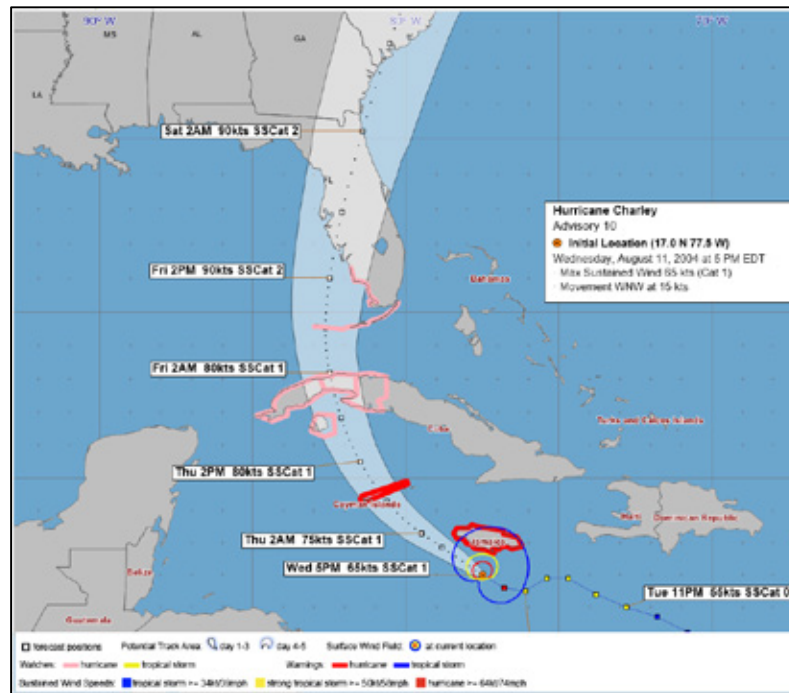 90° W
80° W
70° W
MS
AL
GA
LA
Sat 2AM 90kts SSCat 2
FL
Hurricane Charley
Advisory 10
Initial Location (17.0 N 77.5 W)
Wednesday, August 11, 2004 at 5 PM EDT
Max Sustained Wind 65 kts (Cat 1)
Movement WNW at 15 kts
Fri 2PM 90kts SSCat 2
Bahamas
Fri 2AM 80kts SSCat 1
Turks and Caicos Islands
Cuba
Thu 2PM 80kts SSCat 1
Cayman Islands
Haiti
Dominican Republic
Thu 2AM 75kts SSCat 1
Jamaica
Belize
Wed 5PM 65kts SSCat 1
Tue 11PM 55kts SSCat 0
Guatemala
forecast positions Potential Track Area: day 1-3 day 4-5 Surface Wind Field: at current location
Watches: hurricane tropical storm Warnings: hurricane tropical storm
Sustained Wind Speeds: tropical storm >= 34kt/39mph strong tropical storm >= 50kt/58mph hurricane >= 64kt/74mph